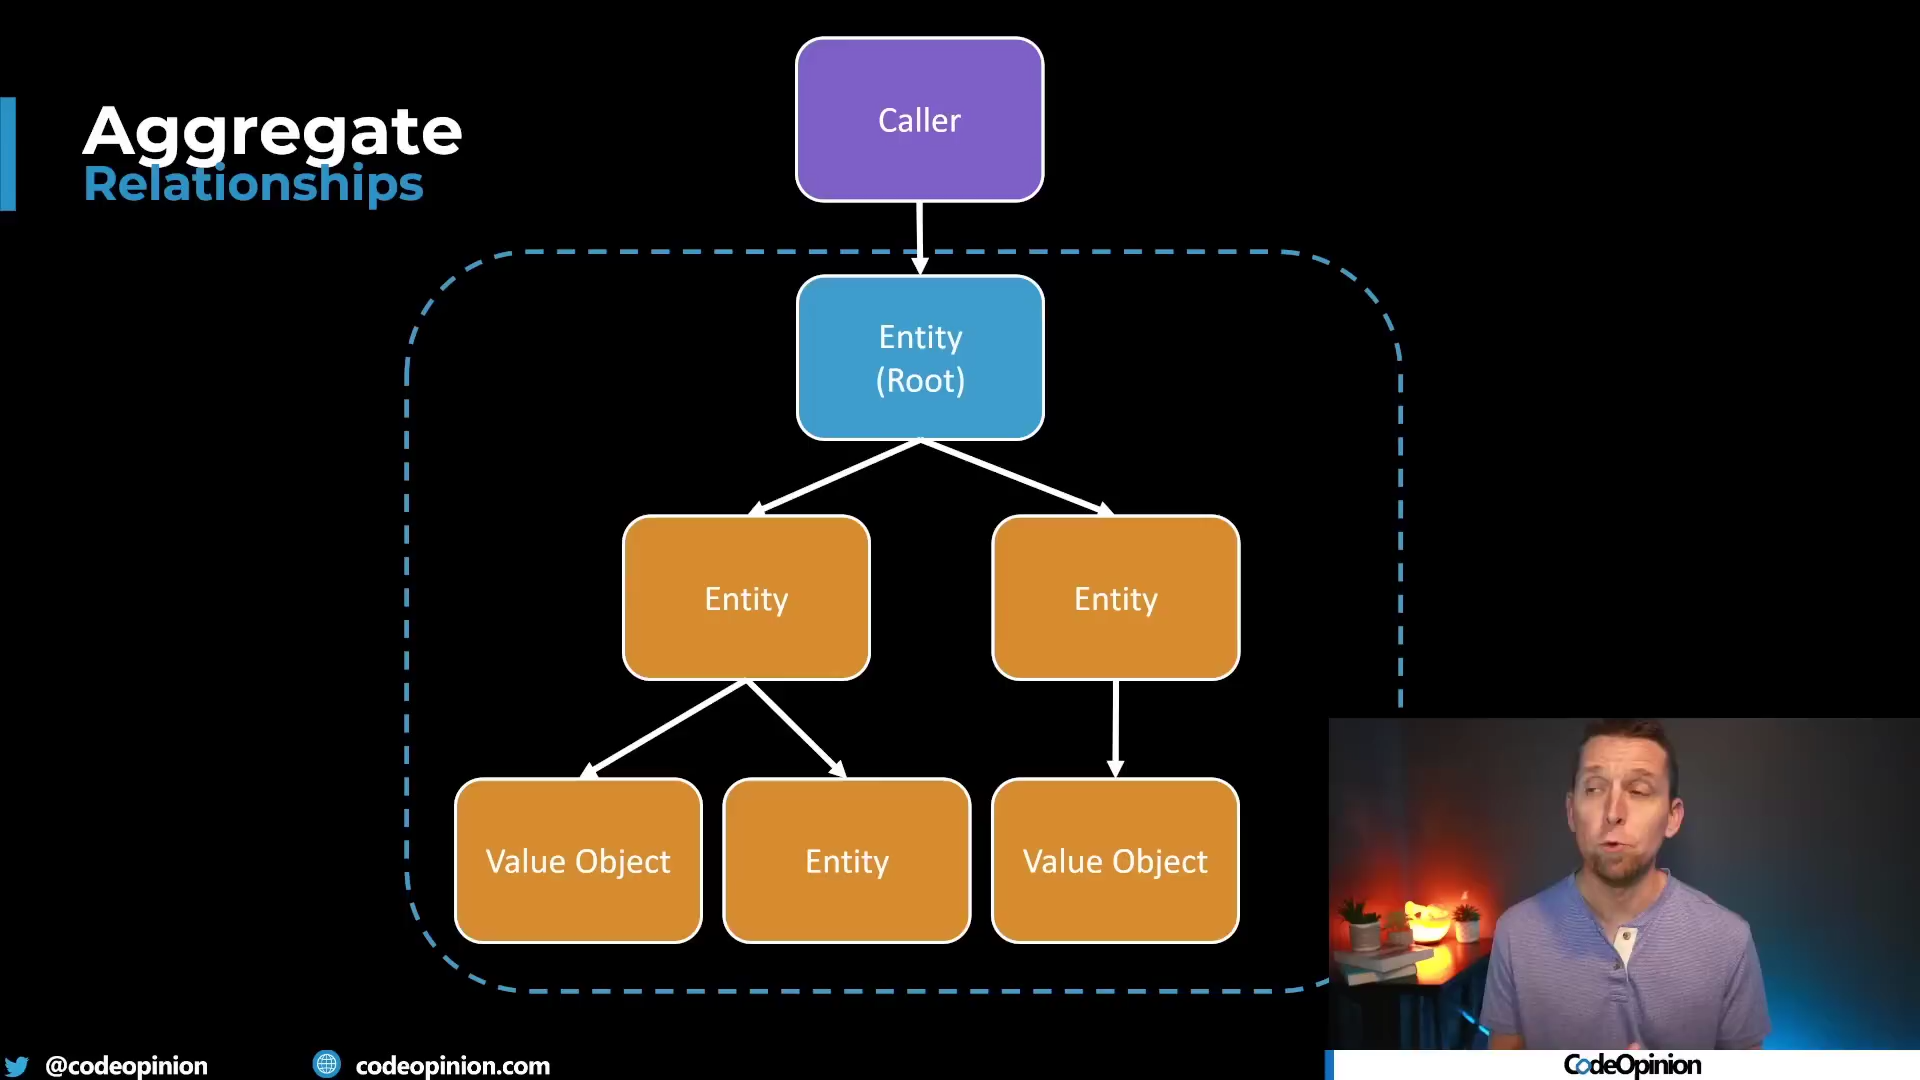 Aggregate
Relationships
Caller
Entity
(Root)
Entity
Entity
Value Object
Entity
Value Object
@codeopinion
codeopinion.com
CodeOpinion